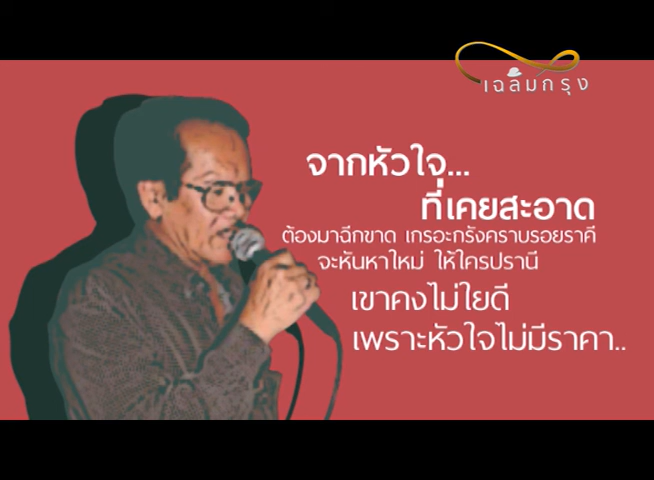 เฉลิมกรุง
จากหัวใจ...
ที่เคยสะอาด
ต้องมาฉีกขาด เกรอะกรังคราบรอยราคี
จะหันหาใหม่ ให้ใครปรานี
เขาคงไม่ใยดี
เพราะหัวใจไม่มีราคา..